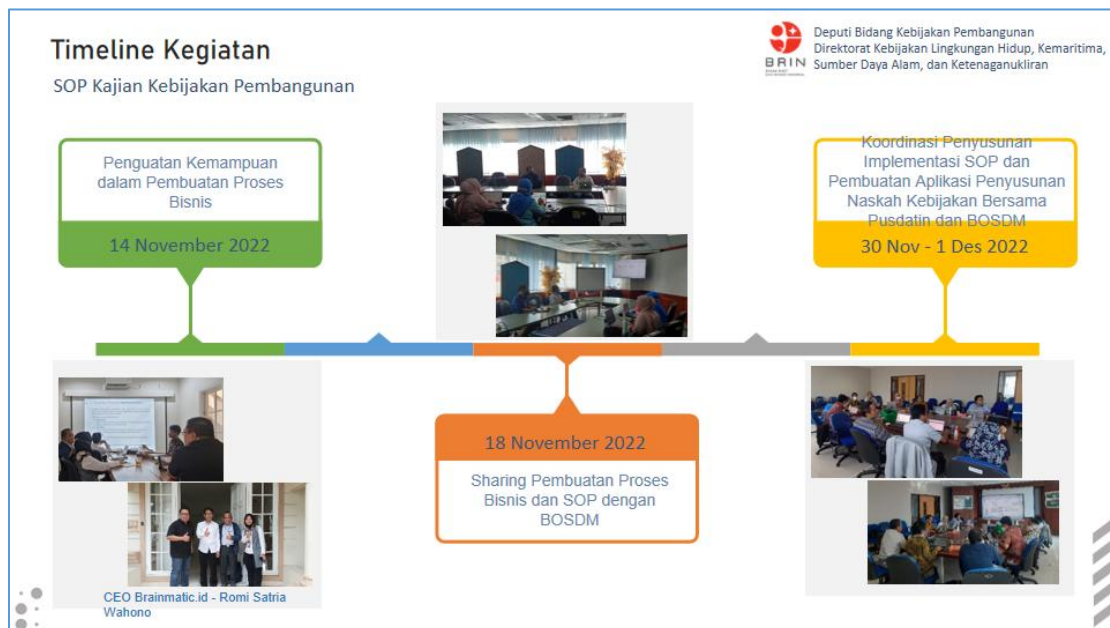 Timeline Kegiatan
SOP Kajian Kebijakan Pembangunan
BRIN
Deputi Bidang Kebijakan Pembangunan
Direktorat Kebijakan Lingkungan Hidup, Kemaritima,
Sumber Daya Alam, dan Ketenaganukliran
Penguatan Kemampuan
dalam Pembuatan Proses
Bisnis
14 November 2022
Koordinasi Penyusunan
Implementasi SOP dan
Pembuatan Aplikasi Penyusunan
Naskah Kebijakan Bersama
Pusdatin dan BOSDM
30 Nov - 1 Des 2022
18 November 2022
Sharing Pembuatan Proses
Bisnis dan SOP dengan
BOSDM
CEO Brainmatic.id - Romi Satria
Wahono